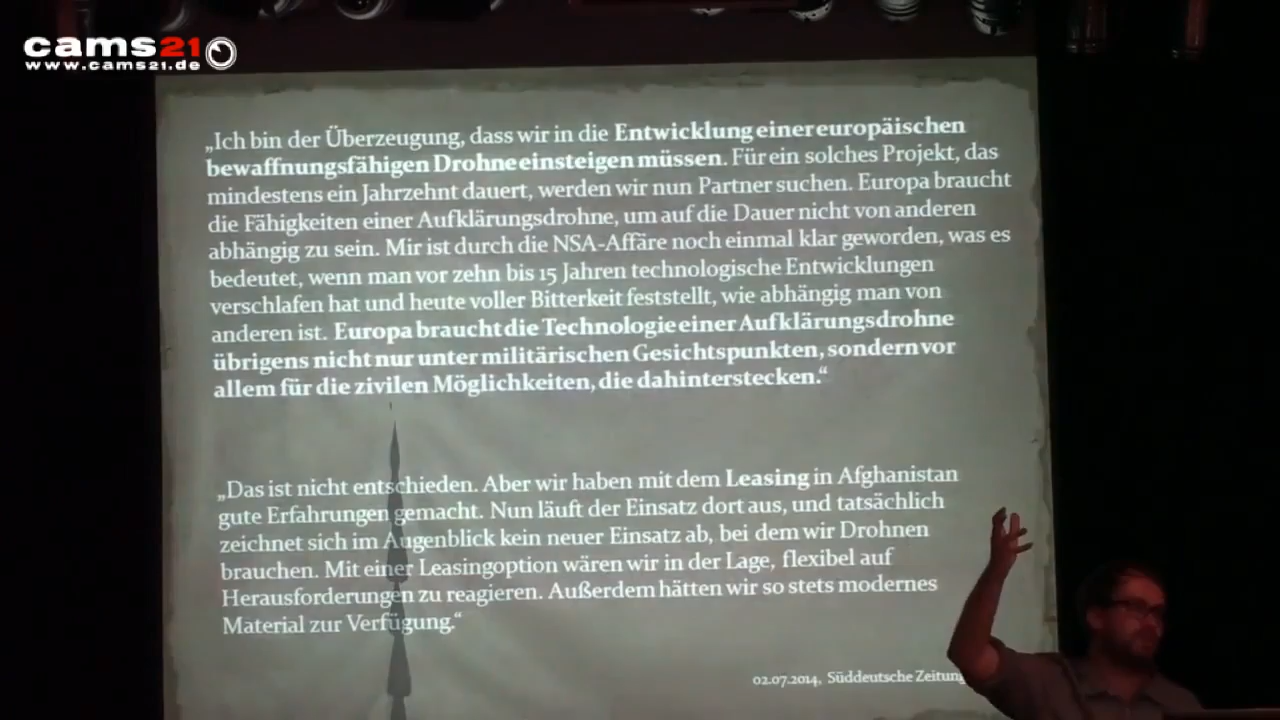 cams21
www.cams21.de
„Ich bin der Überzeugung, dass wir in die Entwicklung einer europäischen
bewaffnungsfähigen Drohne einsteigen müssen. Für ein solches Projekt, das
mindestens ein Jahrzehnt dauert, werden wir nun Partner suchen. Europa braucht
die Fähigkeiten einer Aufklärungsdrohne, um auf die Dauer nicht von anderen
abhängig zu sein. Mir ist durch die NSA-Affäre noch einmal klar geworden, was es
bedeutet, wenn man vor zehn bis 15 Jahren technologische Entwicklungen
verschlafen hat und heute voller Bitterkeit feststellt, wie abhängig man von
anderen ist. Europa braucht die Technologie einer Aufklärungsdrohne
übrigens nicht nur unter militärischen Gesichtspunkten, sondern vor
allem für die zivilen Möglichkeiten, die dahinterstecken.“
„Das ist nicht entschieden. Aber wir haben mit dem Leasing in Afghanistan
gute Erfahrungen gemacht. Nun läuft der Einsatz dort aus, und tatsächlich
zeichnet sich im Augenblick kein neuer Einsatz ab, bei dem wir Drohnen
brauchen. Mit einer Leasingoption wären wir in der Lage, flexibel auf
Herausforderungen zu reagieren. Außerdem hätten wir so stets modernes
Material zur Verfügung.“
02.07.2014, Süddeutsche Zeitung